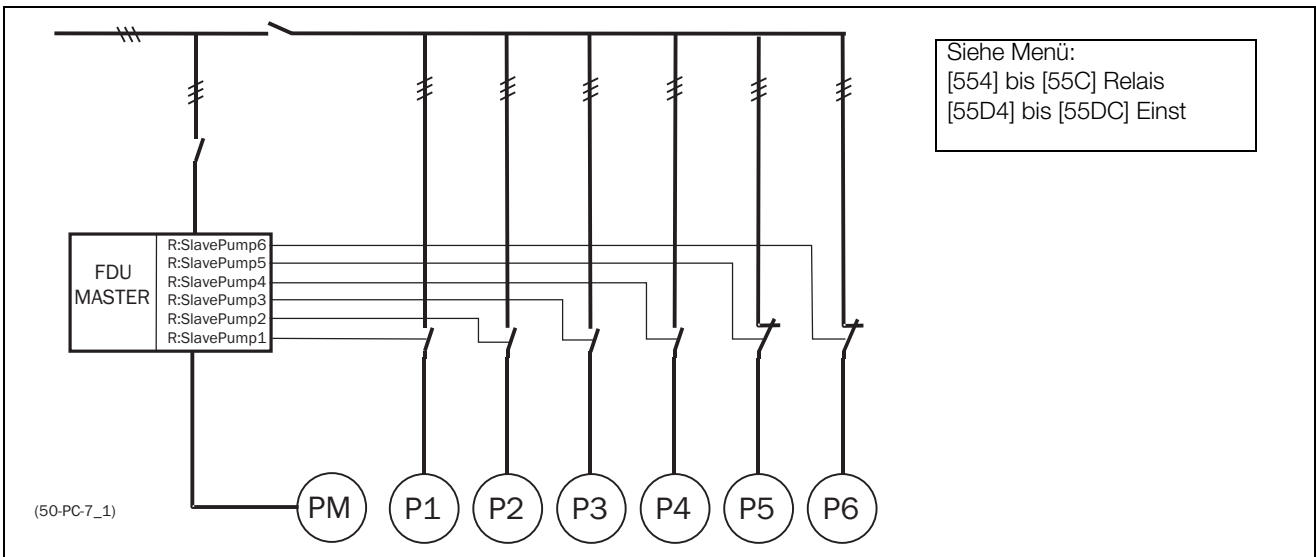 Siehe Menü:
[554] bis [55C] Relais
[55D4] bis [55DC] Einst
FDU
MASTER
R:SlavePump6
R:SlavePump5
R:SlavePump4
R:SlavePump3
R:SlavePump2
R:SlavePump1
PM
P1
P2
P3
P4
P5
P6
(50-PC-7_1)